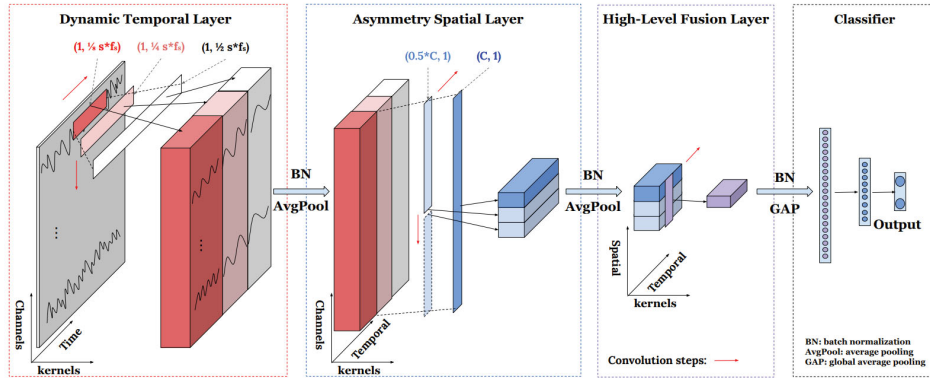 Dynamic Temporal Layer
(1, ⅛ s*fₛ)
(1, ¼ s*fₛ)
(1, ½ s*fₛ)
...
...
Channels
Time
kernels
BN
AvgPool
Asymmetry Spatial Layer
(0.5*C, 1)
(C, 1)
Channels
Temporal
kernels
BN
AvgPool
High-Level Fusion Layer
Spatial
Temporal
kernels
Convolution steps:
BN
GAP
Classifier
Output
BN: batch normalization
AvgPool: average pooling
GAP: global average pooling